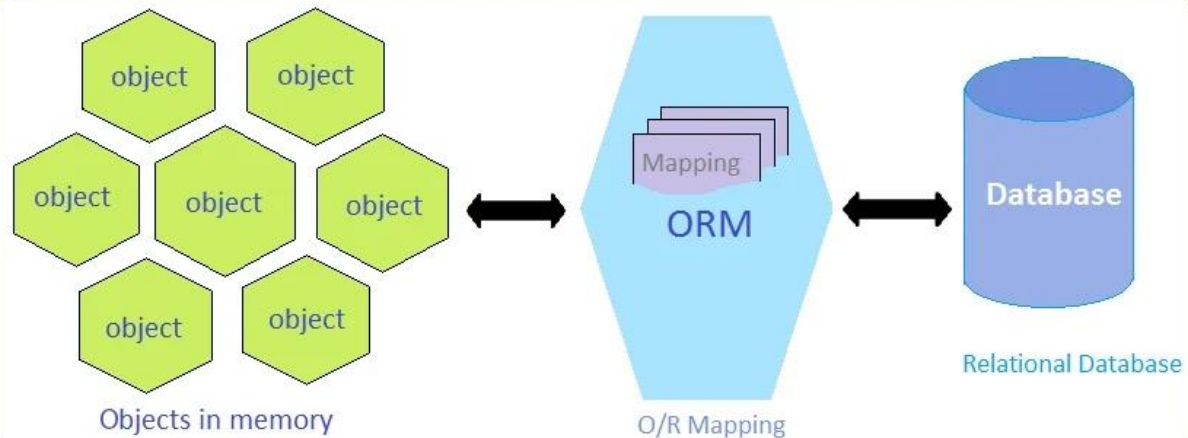 object
object
object
object
object
object
object
Objects in memory
Mapping
ORM
O/R Mapping
Database
Relational Database